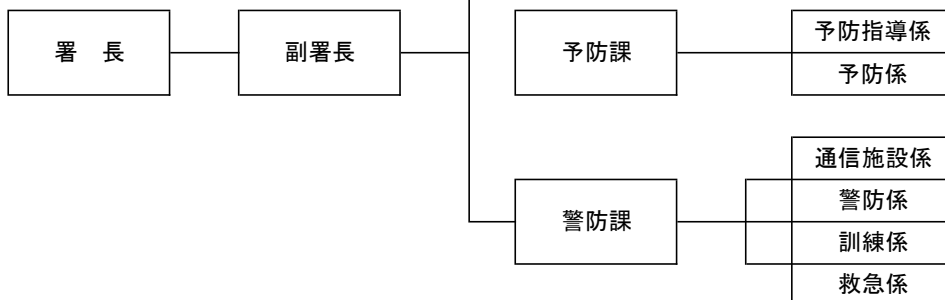 署　長
副署長
予防課
予防指導係
予防係
警防課
通信施設係
警防係
訓練係
救急係